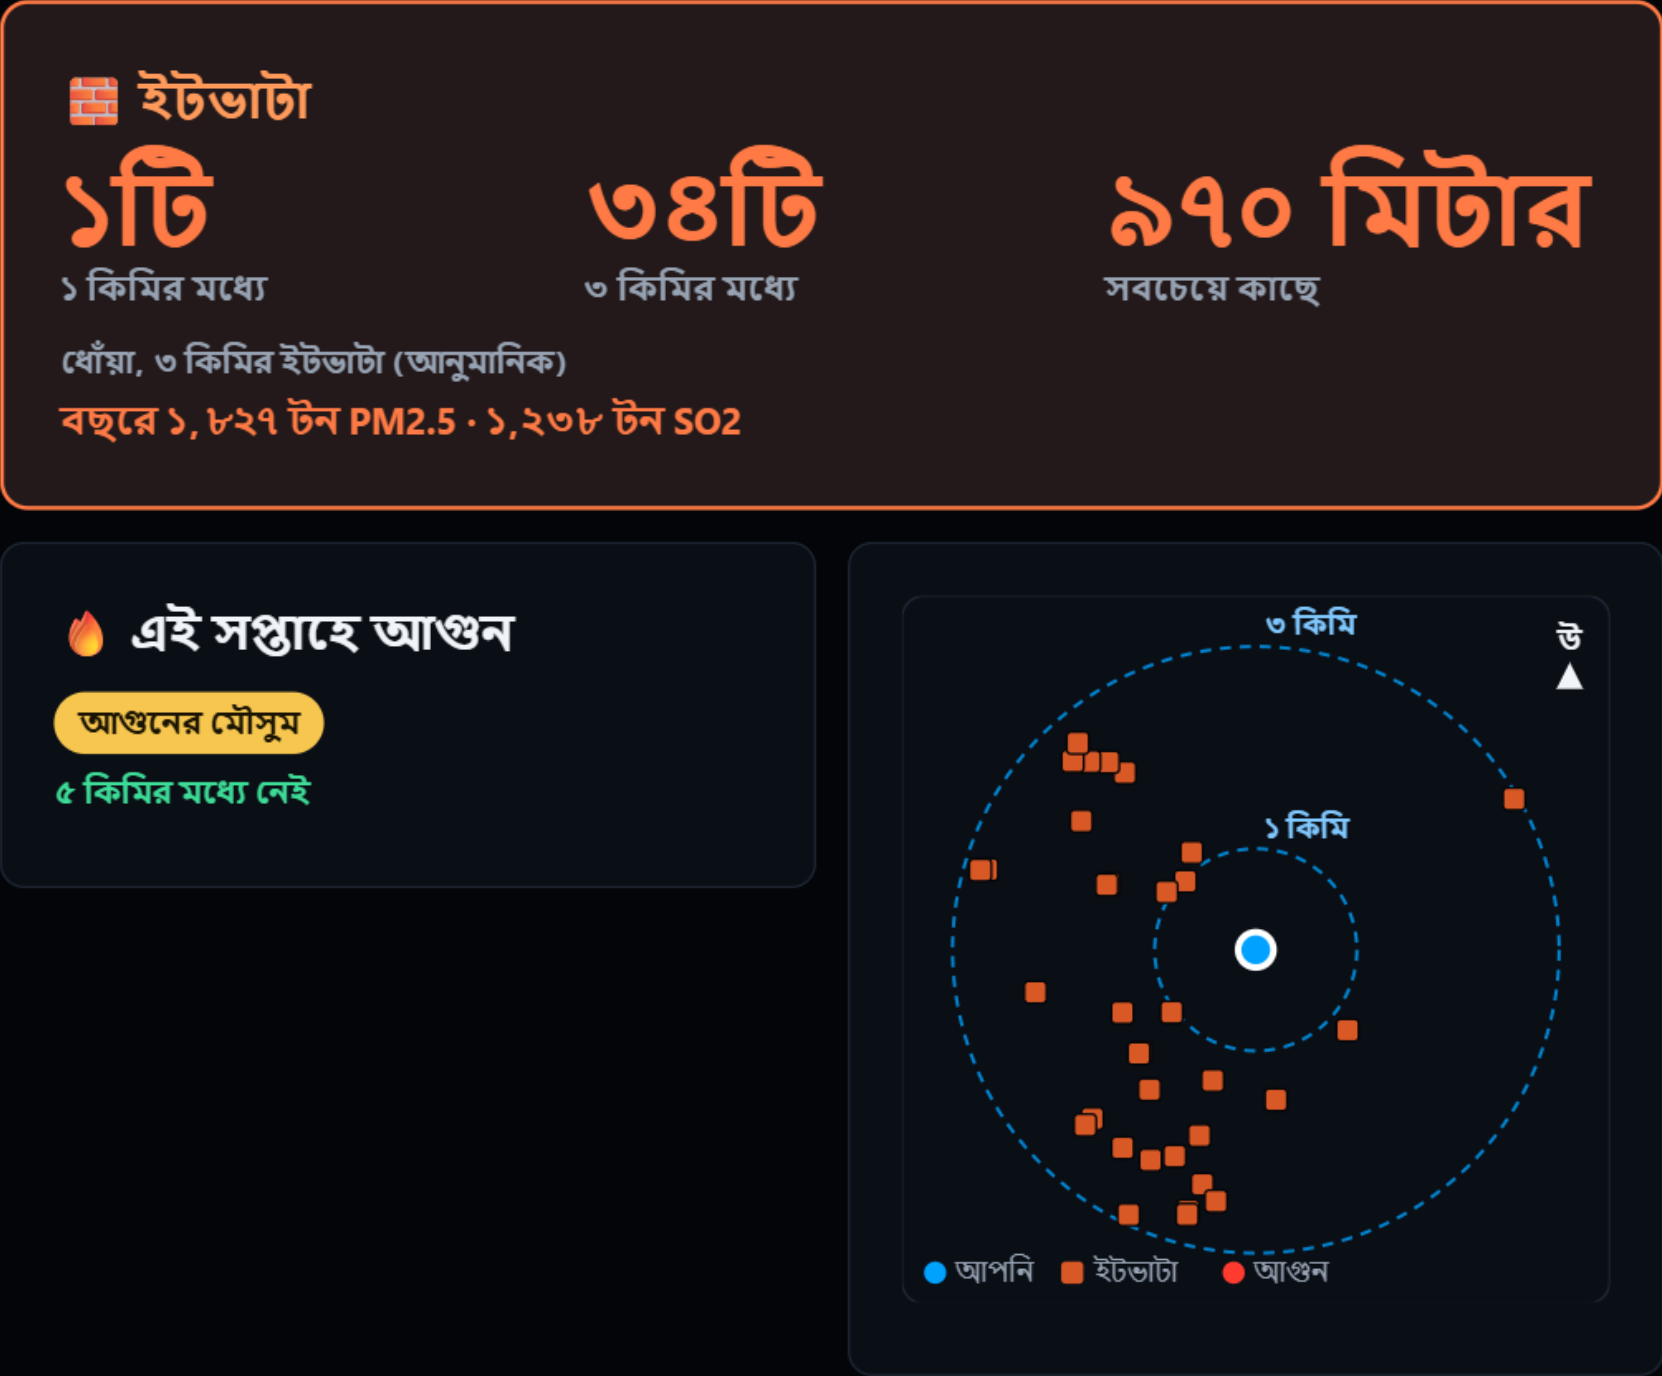 ইটভাটা
১টি ৩৪টি ৯৭০ মিটার
১ কিমির মধ্যে ৩ কিমির মধ্যে সবচেয়ে কাছে
ধোঁয়া, ৩ কিমির ইটভাটা (আনুমানিক)
বছরে ১,৮২৭ টন PM2.5 · ১,২৩৮ টন SO2
এই সপ্তাহে আগুন
আগুনের মৌসুম
৫ কিমির মধ্যে নেই
৩ কিমি
উ
১ কিমি
আপনি ইটভাটা আগুন